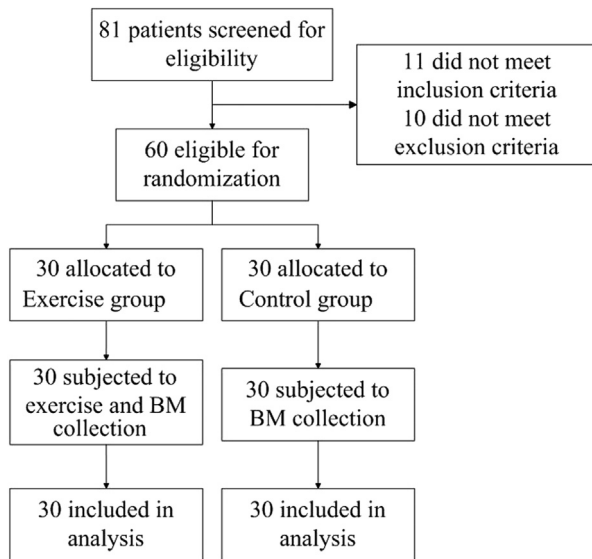 81 patients screened for
eligibility
11 did not meet
inclusion criteria
10 did not meet
exclusion criteria
60 eligible for
randomization
30 allocated to
Exercise group
30 allocated to
Control group
30 subjected to
exercise and BM
collection
30 subjected to
BM collection
30 included in
analysis
30 included in
analysis